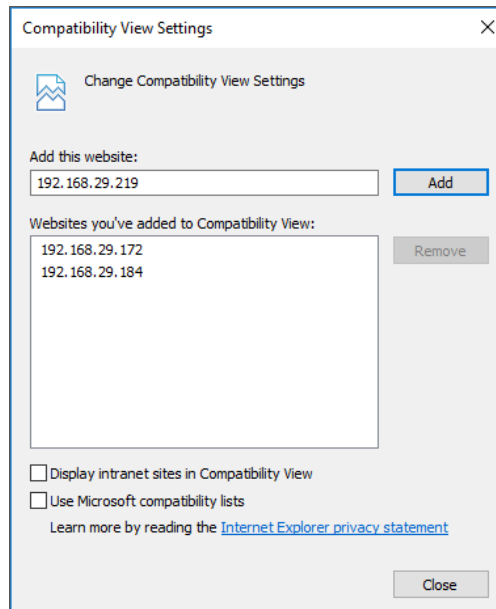 Compatibility View Settings
Change Compatibility View Settings
Add this website:
192.168.29.219
Add
Websites you've added to Compatibility View:
192.168.29.172
192.168.29.184
Remove
Display intranet sites in Compatibility View
Use Microsoft compatibility lists
Learn more by reading the Internet Explorer privacy statement
Close